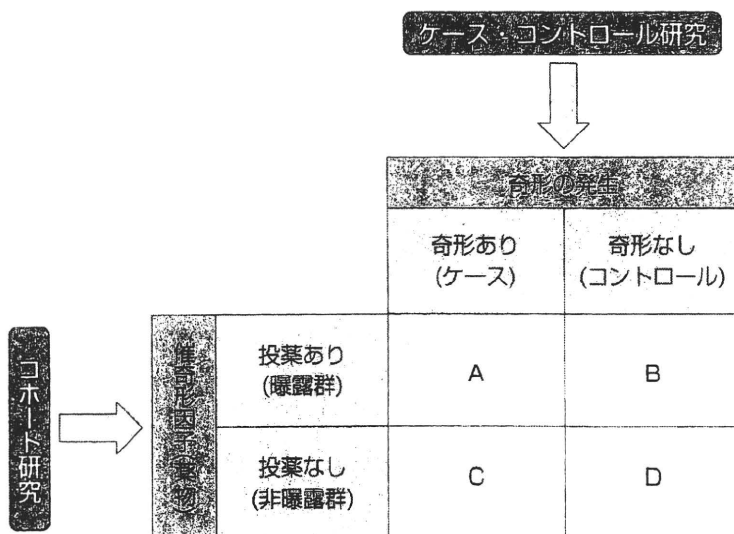 ケース・コントロール研究
奇形の発生
奇形あり
(ケース)
奇形なし
(コントロール)
コホート研究
催奇形因子(薬物)
投薬あり
(曝露群)
A
B
投薬なし
(非曝露群)
C
D